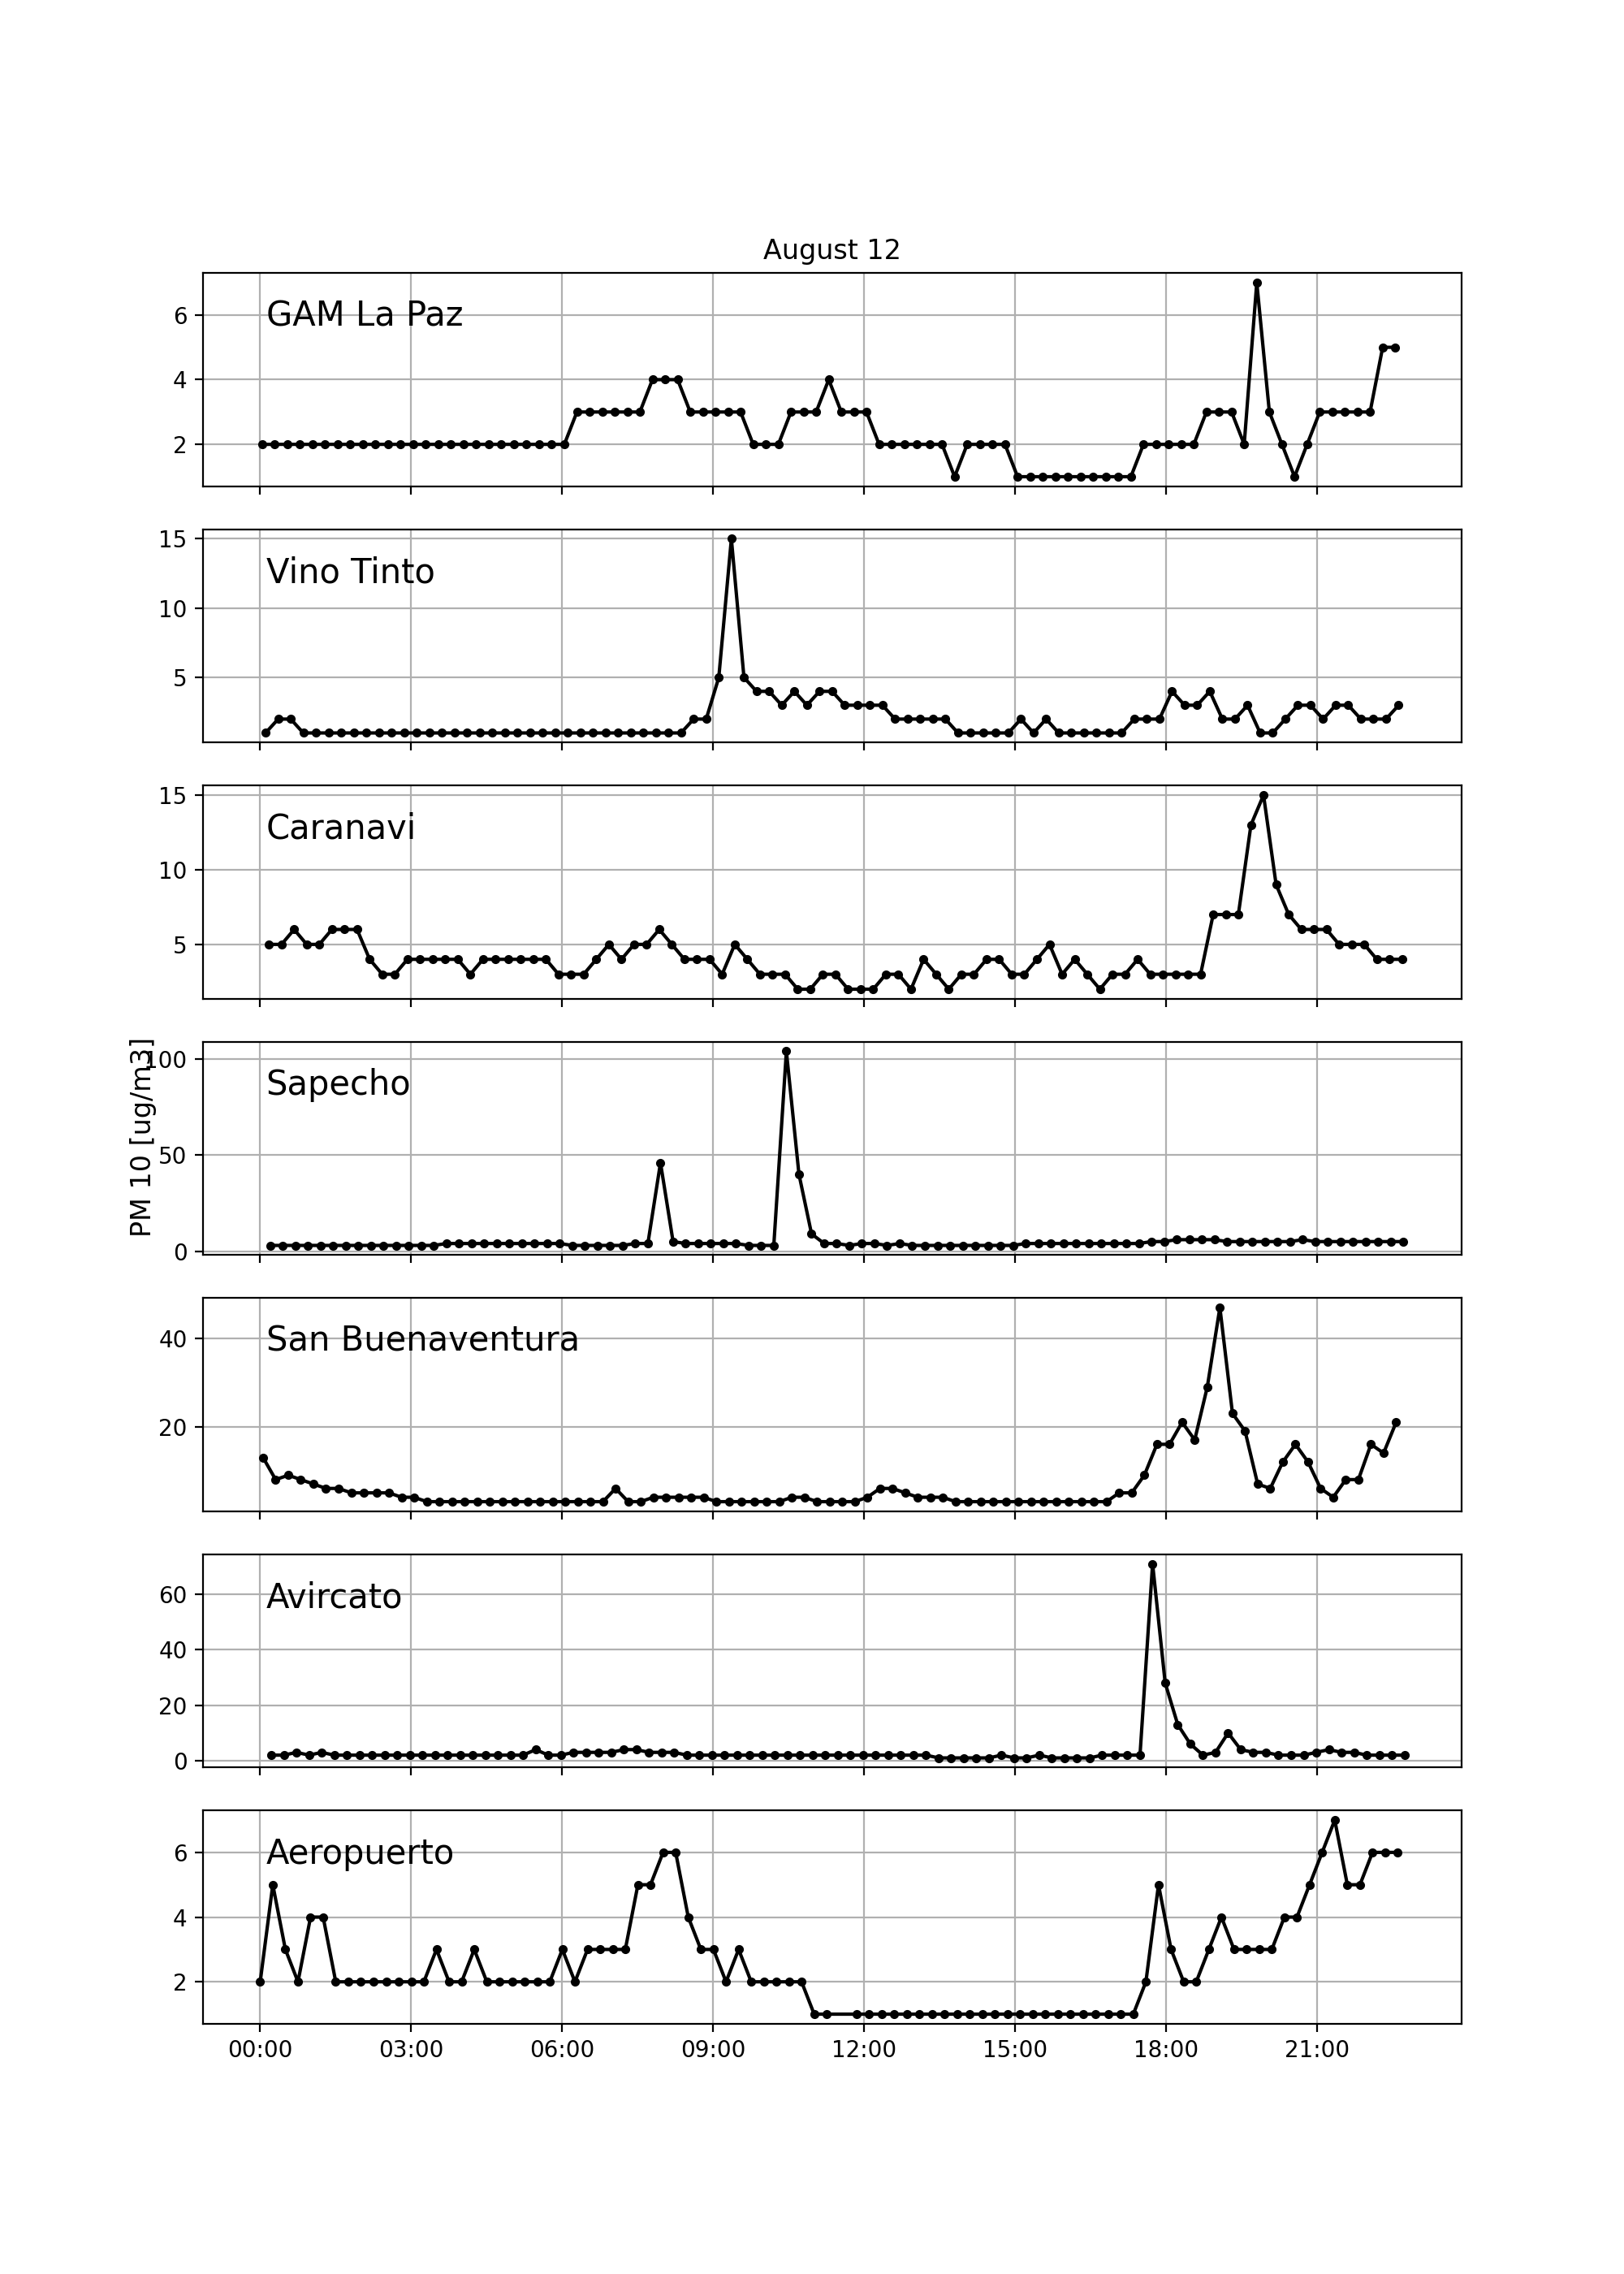 August 12
GAM La Paz
6
4
2
Vino Tinto
15
10
5
Caranavi
15
10
5
PM 10 [ug/m3]
Sapecho
100
50
0
San Buenaventura
40
20
Avircato
60
40
20
0
Aeropuerto
6
4
2
00:00 03:00 06:00 09:00 12:00 15:00 18:00 21:00